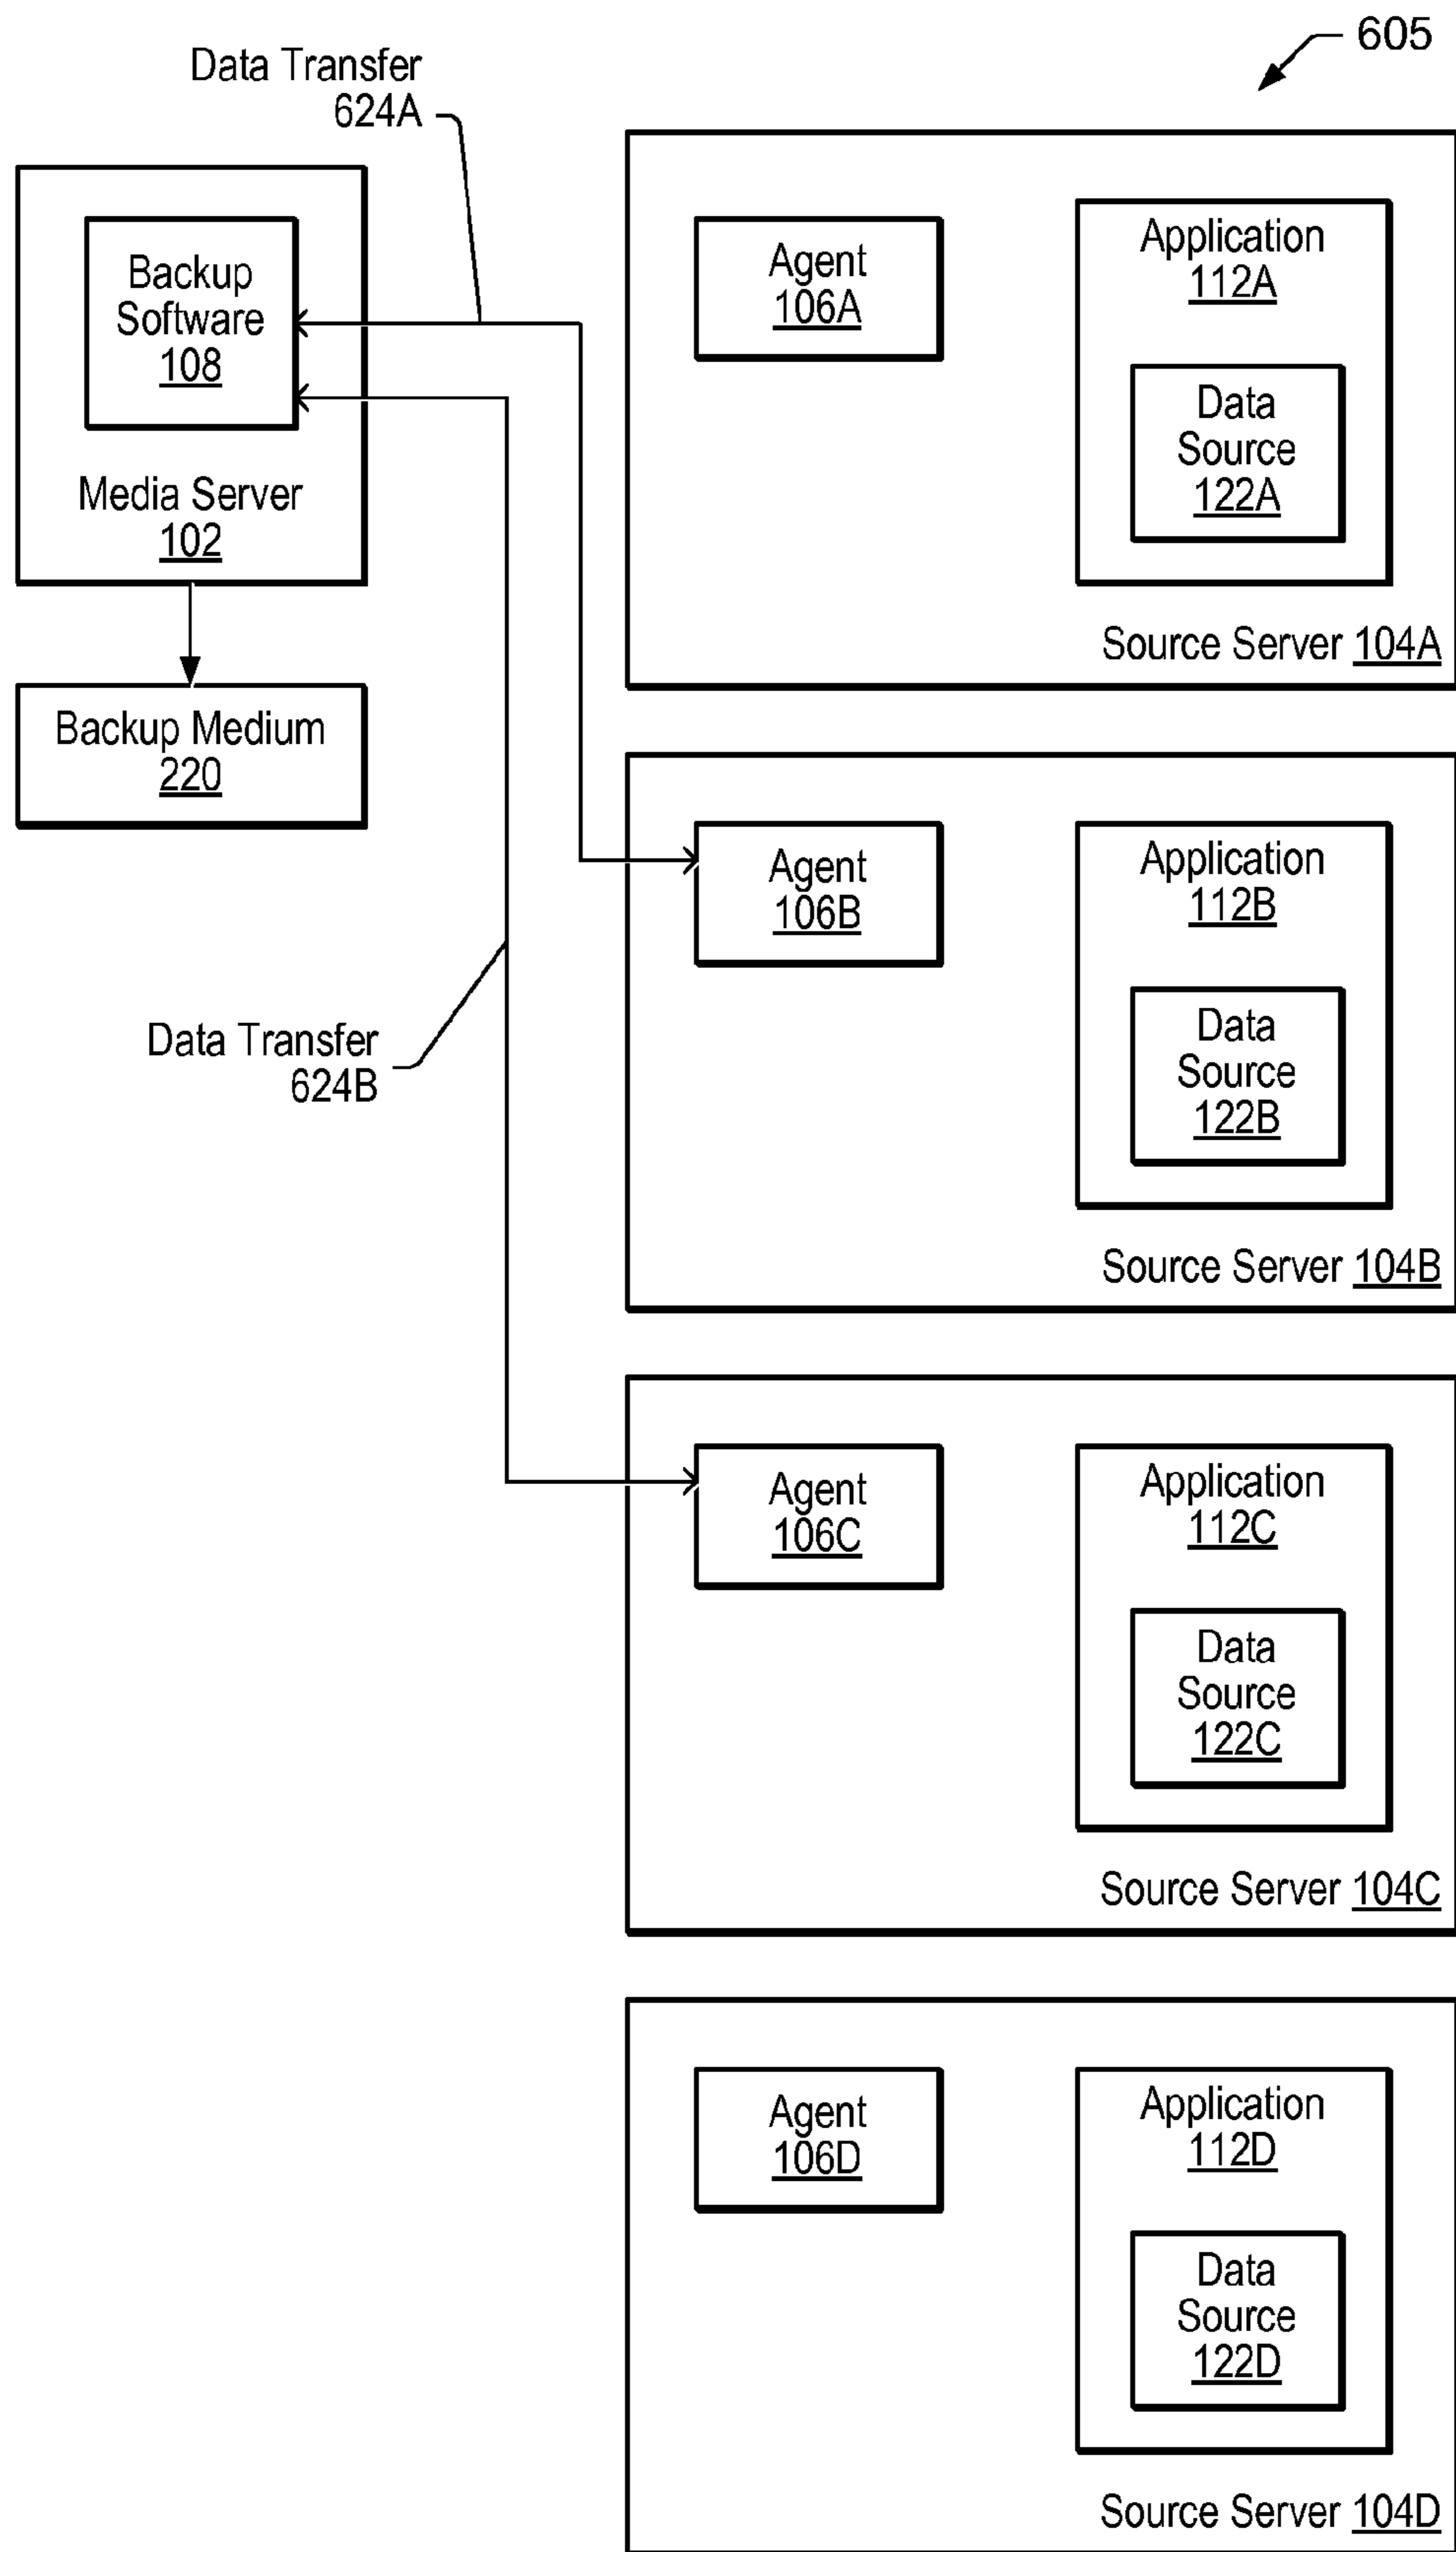 605
Data Transfer
624A
Backup
Software
108
Media Server
102
Backup Medium
220
Data Transfer
624B
Agent
106A
Application
112A
Data
Source
122A
Source Server 104A
Agent
106B
Application
112B
Data
Source
122B
Source Server 104B
Agent
106C
Application
112C
Data
Source
122C
Source Server 104C
Agent
106D
Application
112D
Data
Source
122D
Source Server 104D